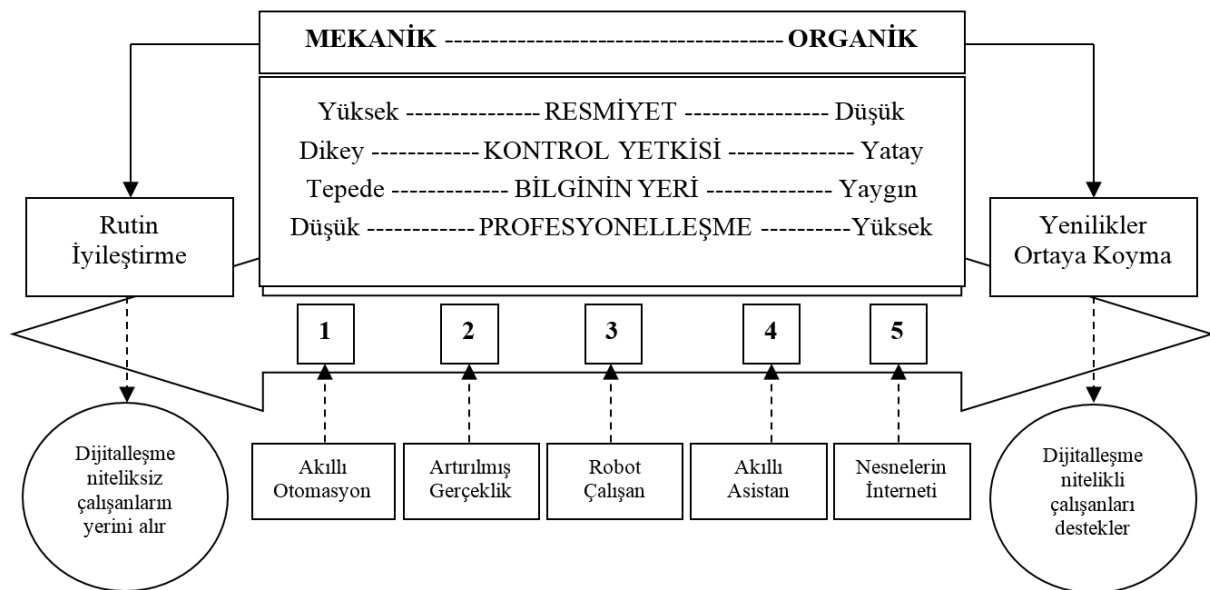 MEKANİK ------------------------------------ ORGANİK
Yüksek -------------- RESMİYET ---------------- Düşük
Dikey ----------- KONTROL YETKİSİ ------------- Yatay
Tepede ------------ BİLGİNİN YERİ ------------- Yaygın
Düşük ------------ PROFESYONELLEŞME ----------Yüksek
Rutin
İyileştirme
Yenilikler
Ortaya Koyma
1
2
3
4
5
Dijitalleşme
niteliksiz
çalışanların
yerini alır
Akıllı
Otomasyon
Artırılmış
Gerçeklik
Robot
Çalışan
Akıllı
Asistan
Nesnelerin
İnterneti
Dijitalleşme
nitelikli
çalışanları
destekler